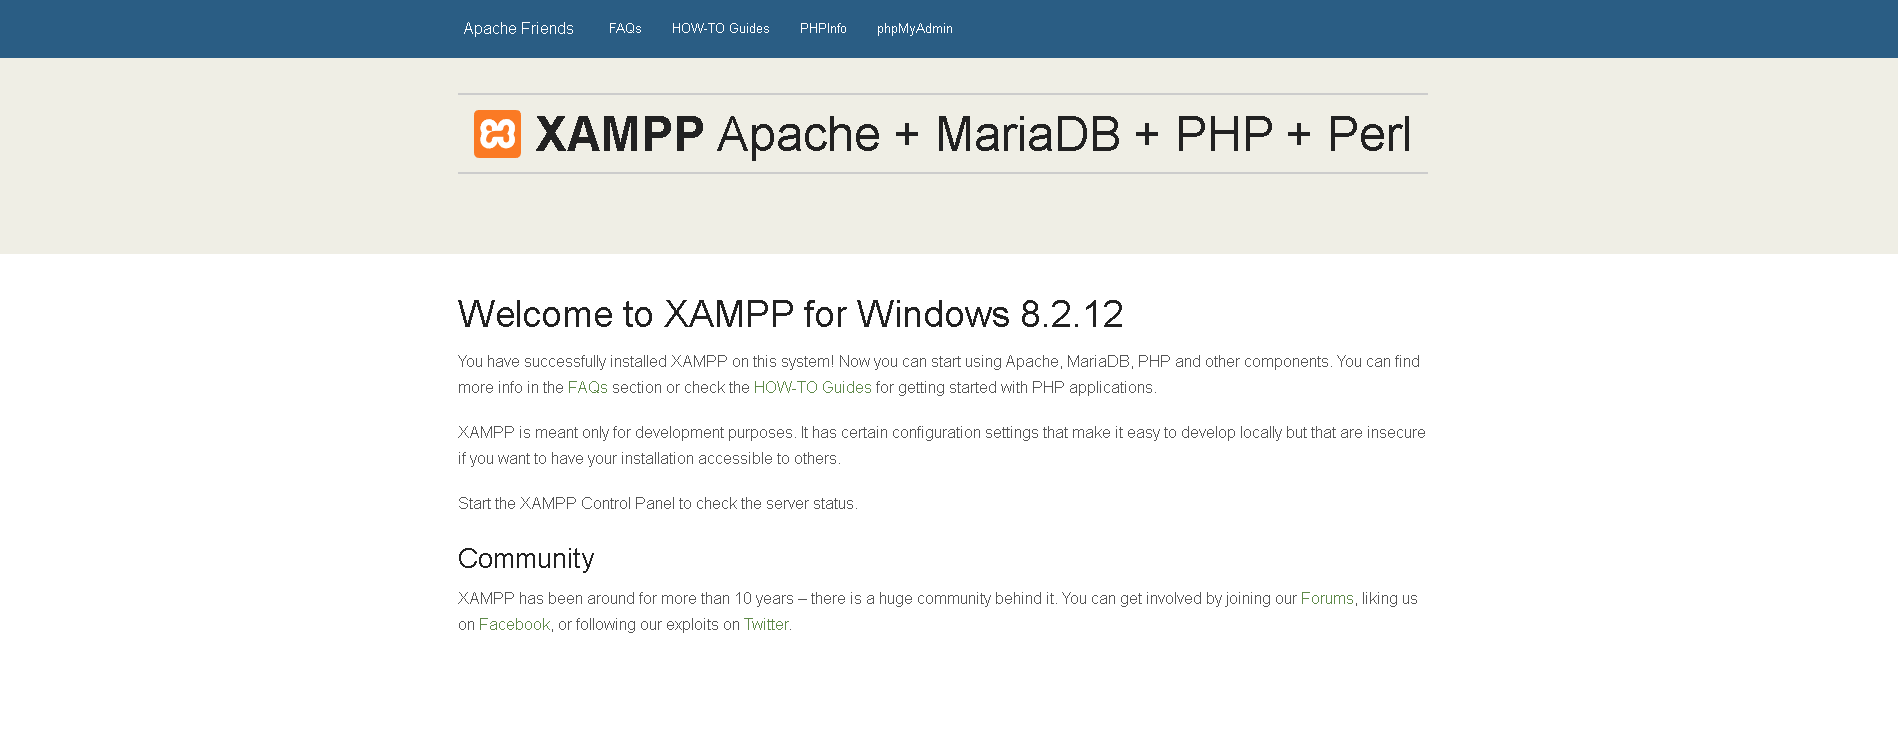 Apache Friends FAQs HOW-TO Guides PHPInfo phpMyAdmin
XAMPP Apache + MariaDB + PHP + Perl
Welcome to XAMPP for Windows 8.2.12
You have successfully installed XAMPP on this system! Now you can start using Apache, MariaDB, PHP and other components. You can find
more info in the FAQs section or check the HOW-TO Guides for getting started with PHP applications.
XAMPP is meant only for development purposes. It has certain configuration settings that make it easy to develop locally but that are insecure
if you want to have your installation accessible to others.
Start the XAMPP Control Panel to check the server status.
Community
XAMPP has been around for more than 10 years – there is a huge community behind it. You can get involved by joining our Forums, liking us
on Facebook, or following our exploits on Twitter.